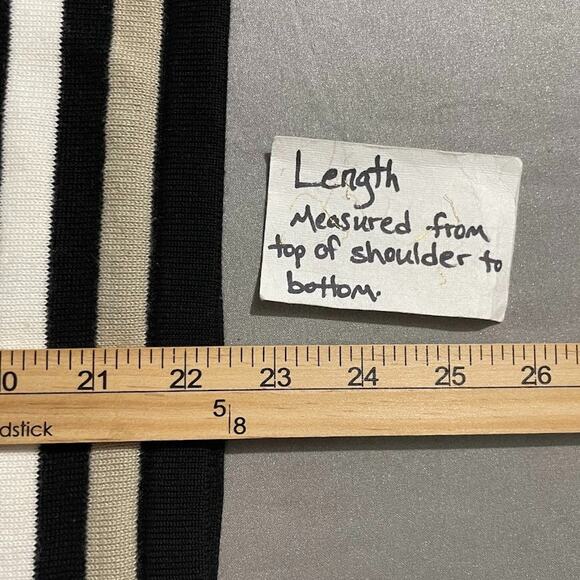 Length
Measured from
top of shoulder to
bottom.
0 21 22 23 24 25 26
5|8
dstick